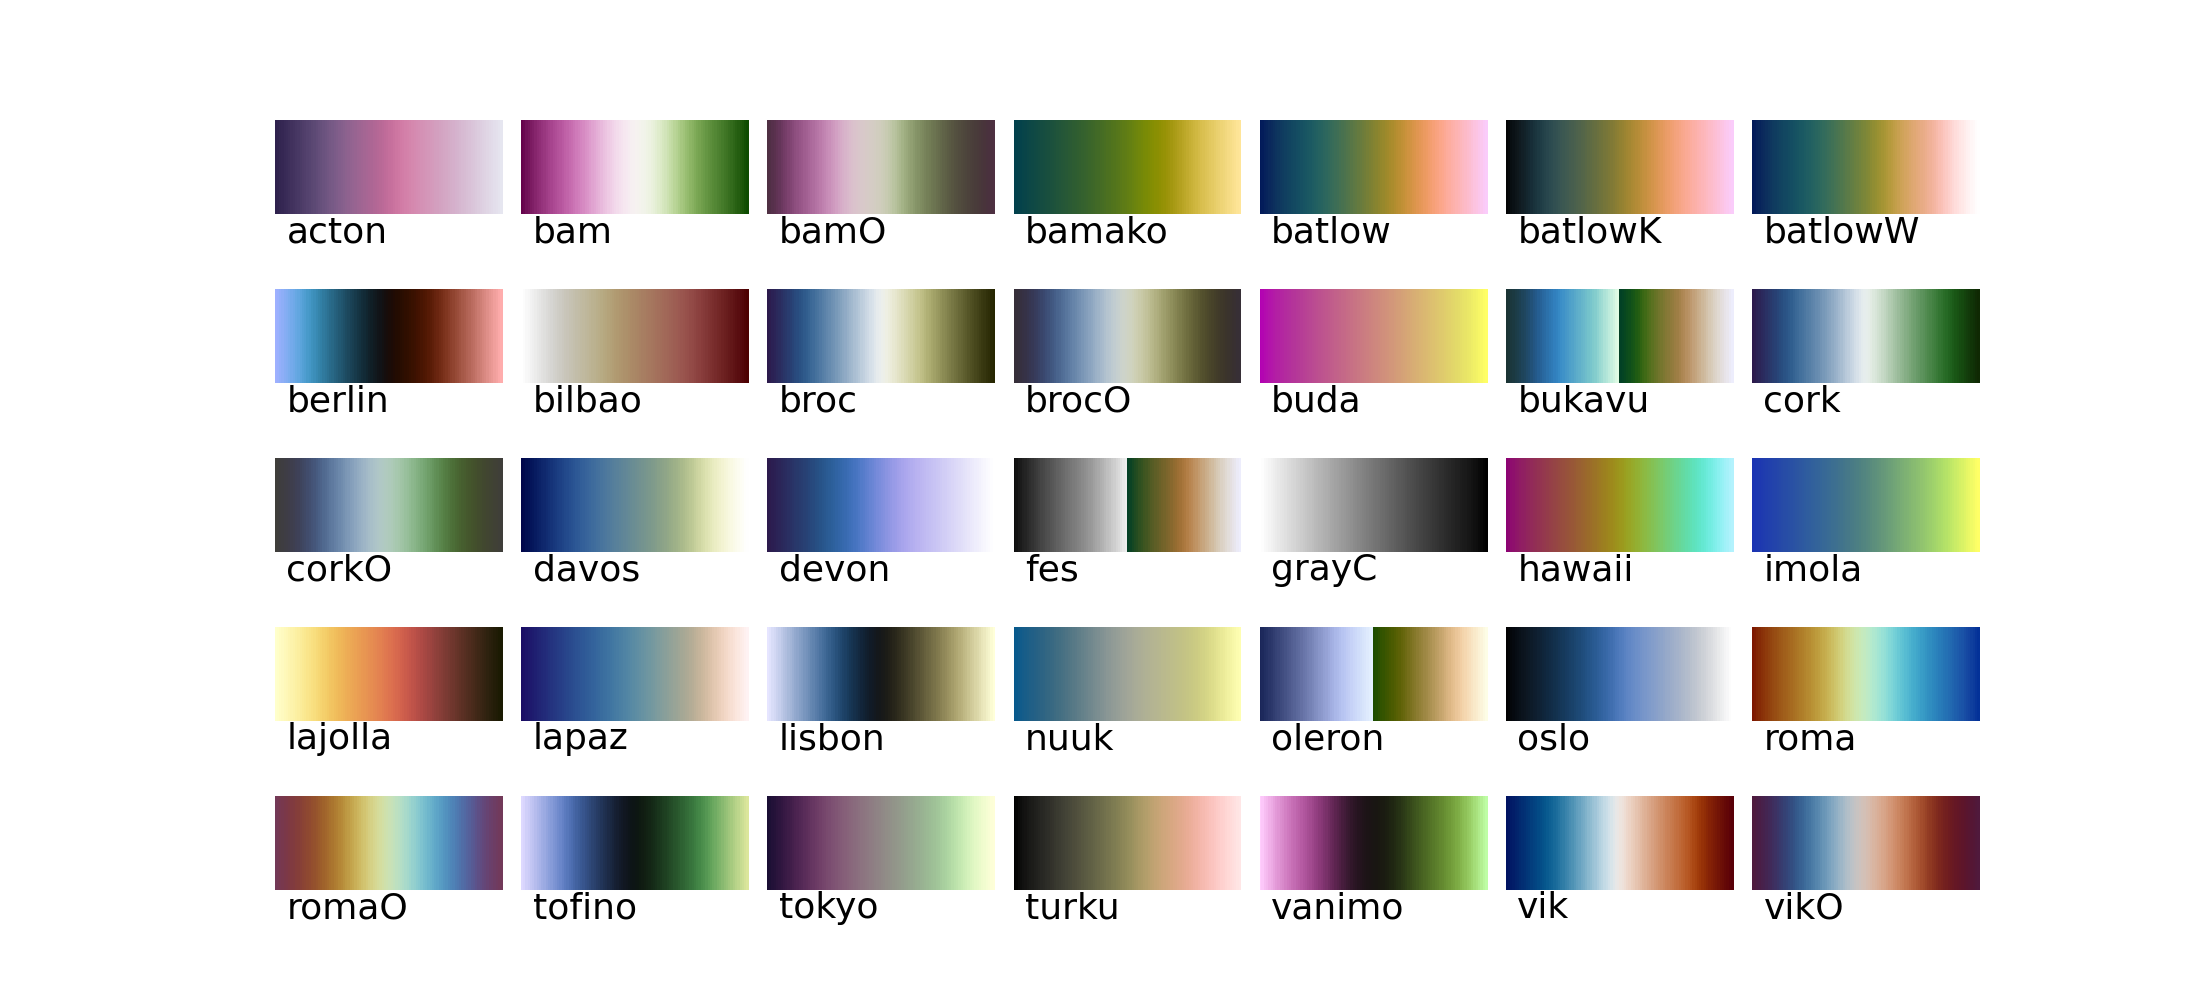 acton bam bamO bamako batlow batlowK batlowW
berlin bilbao broc brocO buda bukavu cork
corkO davos devon fes grayC hawaii imola
lajolla lapaz lisbon nuuk oleron oslo roma
romaO tofino tokyo turku vanimo vik vikO